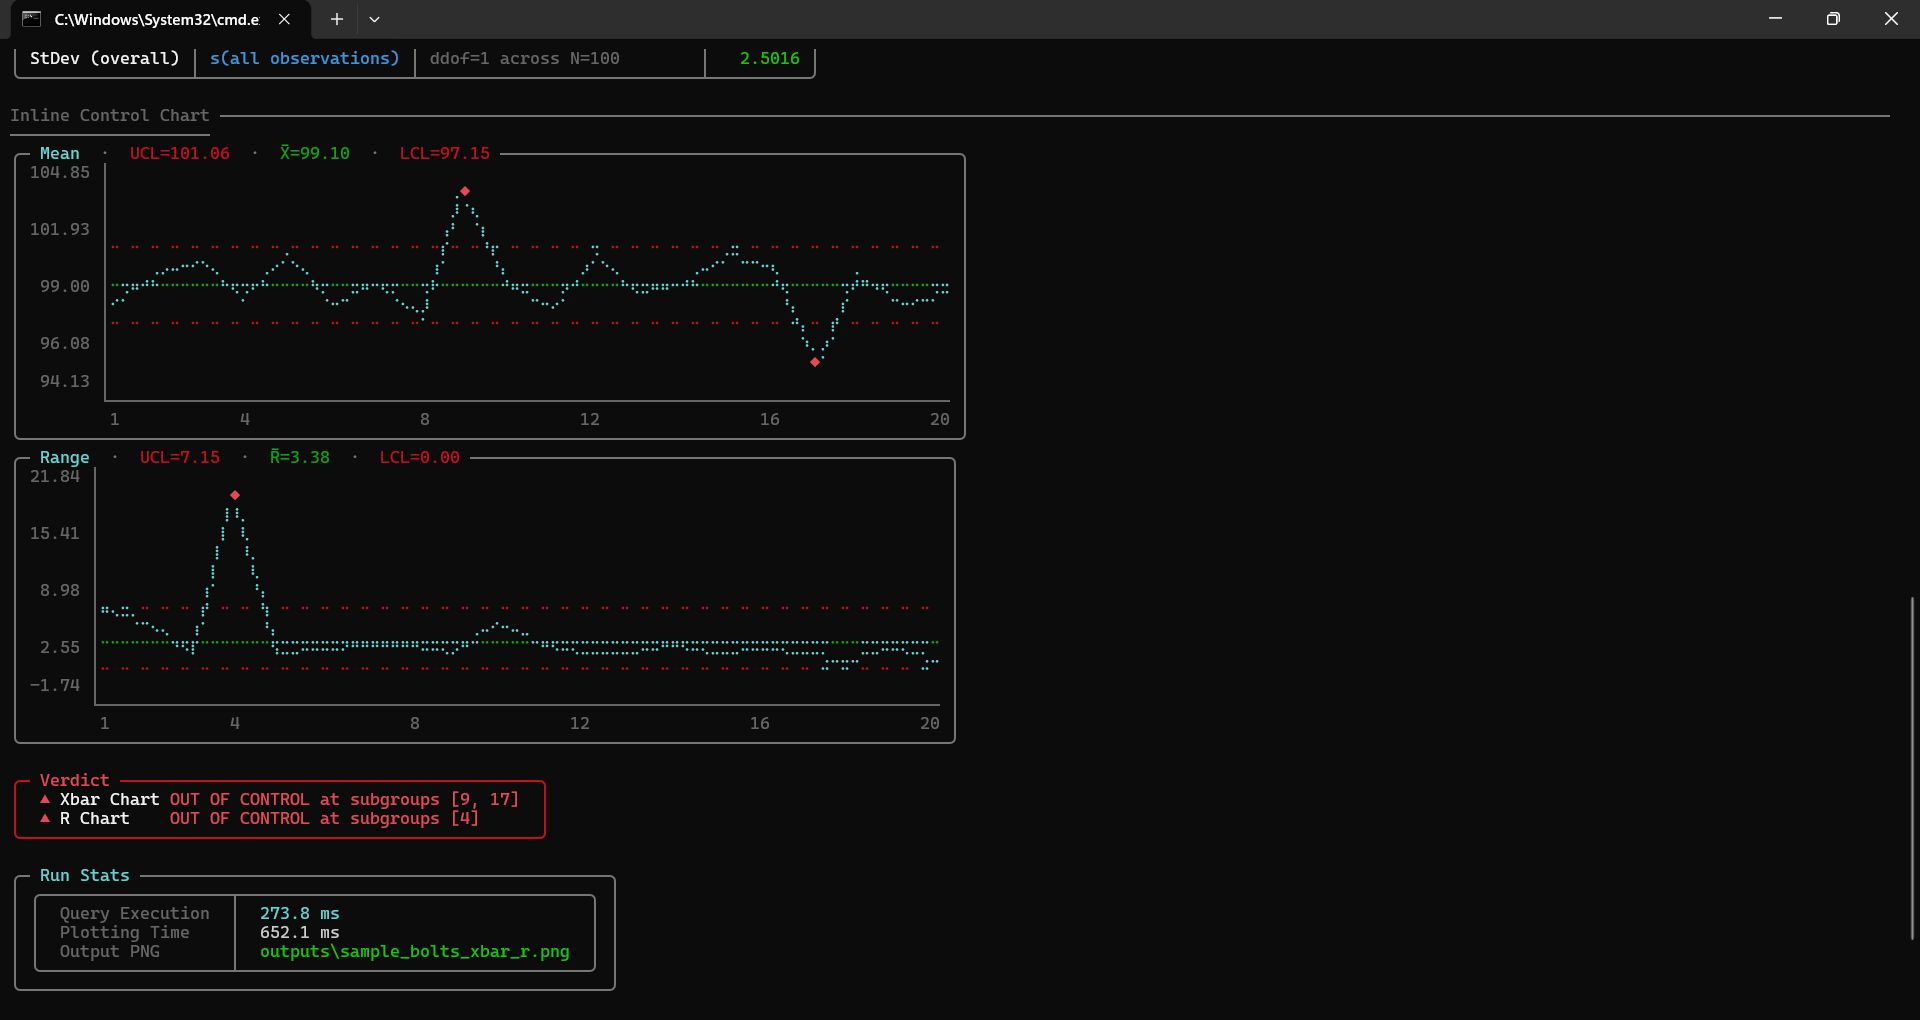 C:\Windows\System32\cmd.e
StDev (overall) s(all observations) ddof=1 across N=100 2.5016
Inline Control Chart
Mean · UCL=101.06 · X̄=99.10 · LCL=97.15
104.85
101.93
99.00
96.08
94.13
1 4 8 12 16 20
Range · UCL=7.15 · R̄=3.38 · LCL=0.00
21.84
15.41
8.98
2.55
−1.74
1 4 8 12 16 20
Verdict
▲ Xbar Chart OUT OF CONTROL at subgroups [9, 17]
▲ R Chart OUT OF CONTROL at subgroups [4]
Run Stats
Query Execution 273.8 ms
Plotting Time 652.1 ms
Output PNG outputs\sample_bolts_xbar_r.png